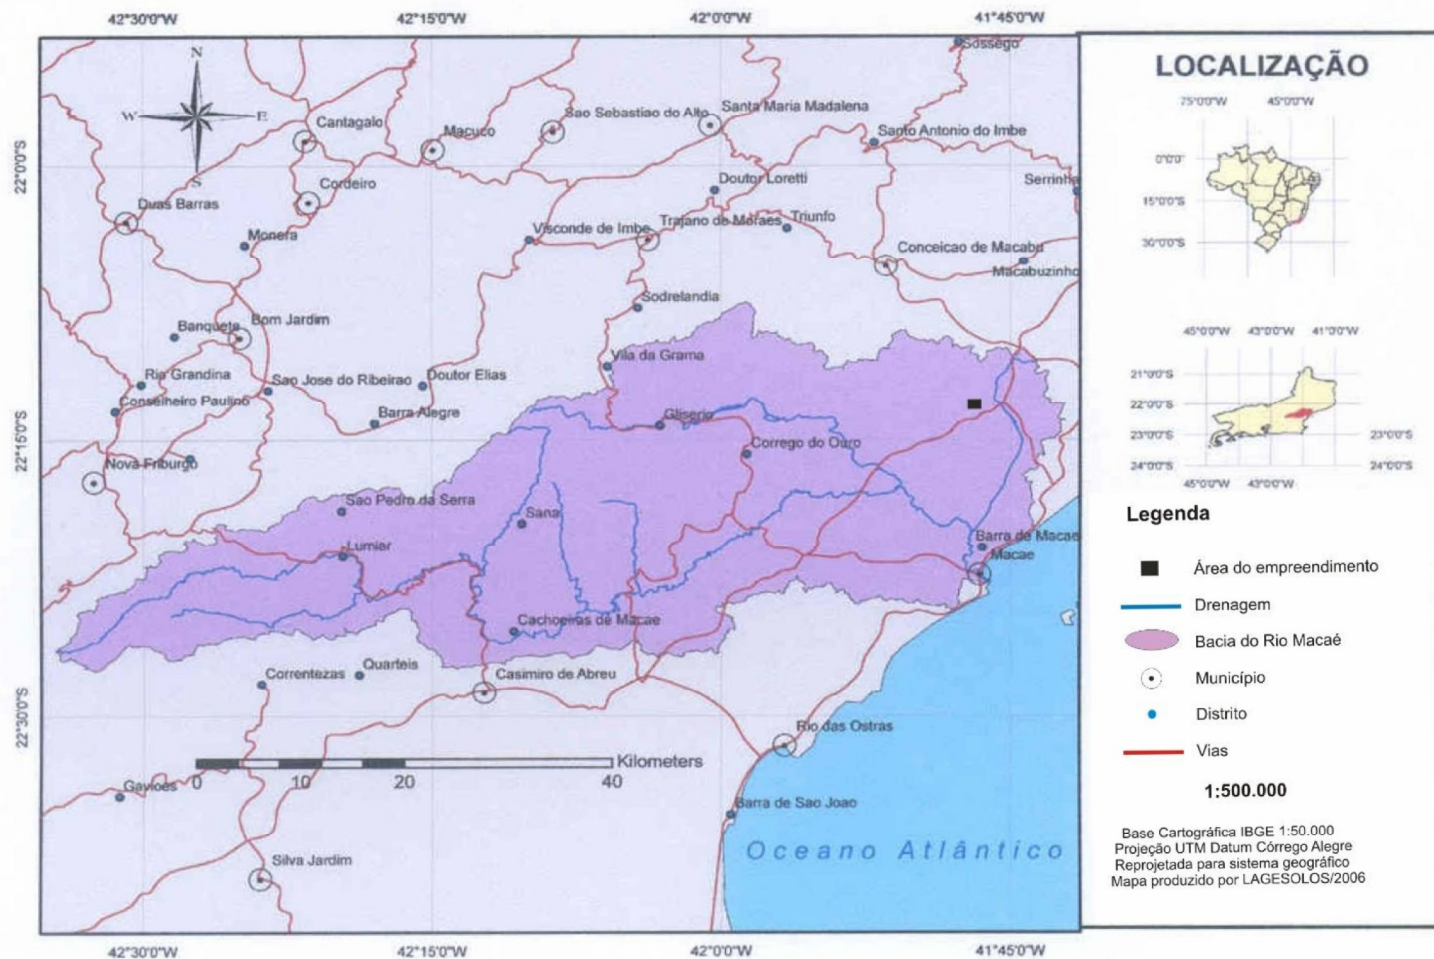 42°30'0"W 42°15'0"W 42°0'0"W 41°45'0"W
N
W E
S
22°0'0"S
22°15'0"S
22°30'0"S
Sossego
Cantagalo
Macuco
Sao Sebastiao do Alto
Santa Maria Madalena
Santo Antonio do Imbe
Cordeiro
Doutor Loretti
Serrinha
Duas Barras
Monera
Visconde de Imbe
Trajano de Moraes
Triunfo
Conceicao de Macabu
Macabuzinho
Sodrelandia
Banquete
Bom Jardim
Vila da Grama
Ria Grandina
Sao Jose do Ribeirao
Doutor Elias
Conselheiro Paulino
Barra Alegre
Gliserio
Corrego do Ouro
Nova Friburgo
Sao Pedro da Serra
Sana
Lumiar
Barra de Macae
Macae
Cachoeiras de Macae
Correntezas
Quarteis
Casimiro de Abreu
Rio das Ostras
Kilometers
0 10 20 40
Gavioes
Barra de Sao Joao
Oceano Atlântico
Silva Jardim
42°30'0"W 42°15'0"W 42°0'0"W 41°45'0"W
LOCALIZAÇÃO
75°0'0"W 45°0'0"W
0°0'0"
15°0'0"S
30°0'0"S
45°0'0"W 43°0'0"W 41°0'0"W
21°0'0"S
22°0'0"S
23°0'0"S 23°0'0"S
24°0'0"S 24°0'0"S
45°0'0"W 43°0'0"W
Legenda
Área do empreendimento
Drenagem
Bacia do Rio Macaé
Município
Distrito
Vias
1:500.000
Base Cartográfica IBGE 1:50.000
Projeção UTM Datum Córrego Alegre
Reprojetada para sistema geográfico
Mapa produzido por LAGESOLOS/2006